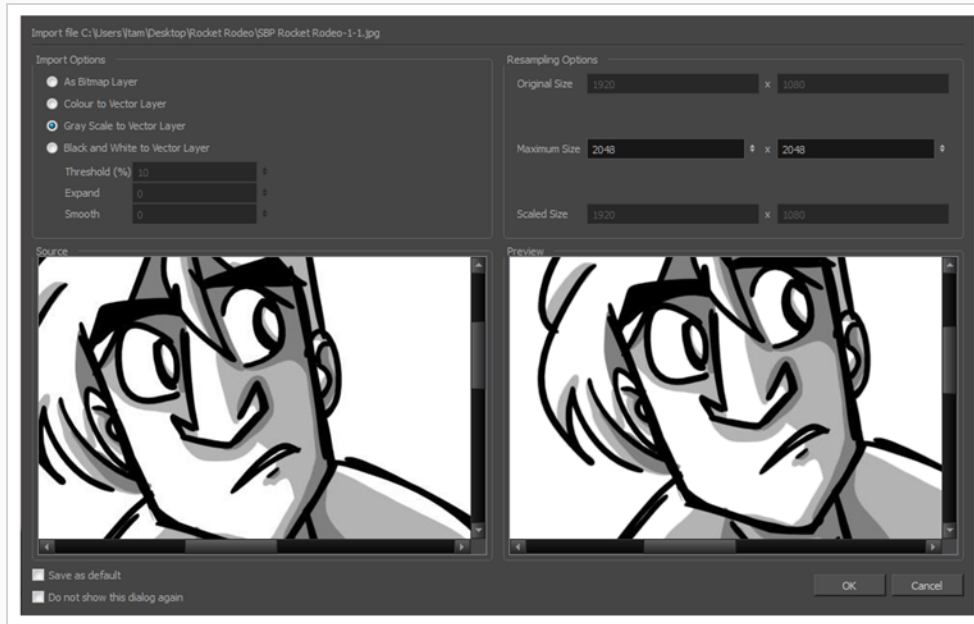 Import file C:\Users\ltam\Desktop\Rocket Rodeo\SBP Rocket Rodeo-1-1.jpg
Import Options
As Bitmap Layer
Colour to Vector Layer
Gray Scale to Vector Layer
Black and White to Vector Layer
Threshold (%) 10
Expand 0
Smooth 0
Resampling Options
Original Size 1920 x 1080
Maximum Size 2048 x 2048
Scaled Size 1920 x 1080
Source
Preview
Save as default
Do not show this dialog again
OK Cancel